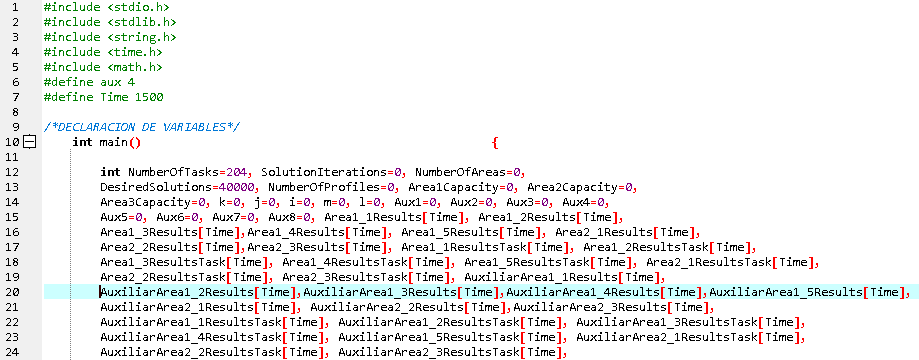 1 #include <stdio.h>
2 #include <stdlib.h>
3 #include <string.h>
4 #include <time.h>
5 #include <math.h>
6 #define aux 4
7 #define Time 1500
8
9 /*DECLARACION DE VARIABLES*/
10 int main() {
11
12 int NumberOfTasks=204, SolutionIterations=0, NumberOfAreas=0,
13 DesiredSolutions=40000, NumberOfProfiles=0, Area1Capacity=0, Area2Capacity=0,
14 Area3Capacity=0, k=0, j=0, i=0, m=0, l=0, Aux1=0, Aux2=0, Aux3=0, Aux4=0,
15 Aux5=0, Aux6=0, Aux7=0, Aux8=0, Area1_1Results[Time], Area1_2Results[Time],
16 Area1_3Results[Time],Area1_4Results[Time], Area1_5Results[Time], Area2_1Results[Time],
17 Area2_2Results[Time],Area2_3Results[Time], Area1_1ResultsTask[Time], Area1_2ResultsTask[Time],
18 Area1_3ResultsTask[Time], Area1_4ResultsTask[Time], Area1_5ResultsTask[Time], Area2_1ResultsTask[Time],
19 Area2_2ResultsTask[Time], Area2_3ResultsTask[Time], AuxiliarArea1_1Results[Time],
20 AuxiliarArea1_2Results[Time],AuxiliarArea1_3Results[Time],AuxiliarArea1_4Results[Time],AuxiliarArea1_5Results[Time],
21 AuxiliarArea2_1Results[Time], AuxiliarArea2_2Results[Time],AuxiliarArea2_3Results[Time],
22 AuxiliarArea1_1ResultsTask[Time], AuxiliarArea1_2ResultsTask[Time], AuxiliarArea1_3ResultsTask[Time],
23 AuxiliarArea1_4ResultsTask[Time], AuxiliarArea1_5ResultsTask[Time], AuxiliarArea2_1ResultsTask[Time],
24 AuxiliarArea2_2ResultsTask[Time], AuxiliarArea2_3ResultsTask[Time],